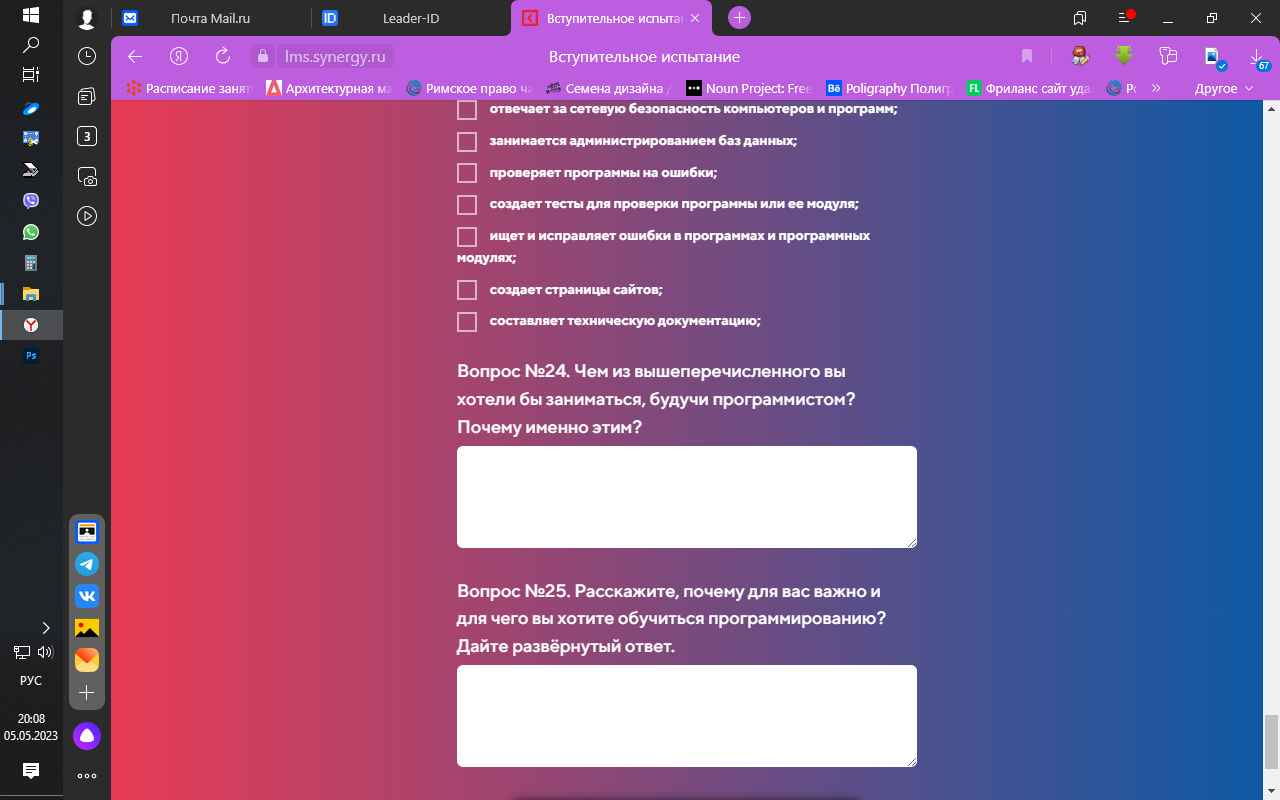 Почта Mail.ru
ID
Leader-ID
Вступительное испыта
Я
lms.synergy.ru
Вступительное испытание
67
Расписание занят
Архитектурная ма
Римское право ча
Семена дизайна /
Noun Project: Free
Bē
Poligraphy Полигр
FL
Фриланс сайт уда
Ро
Другое
3
отвечает за сетевую безопасность компьютеров и программ;
занимается администрированием баз данных;
проверяет программы на ошибки;
создает тесты для проверки программы или ее модуля;
ищет и исправляет ошибки в программах и программных
модулях;
создает страницы сайтов;
составляет техническую документацию;
Вопрос №24. Чем из вышеперечисленного вы
хотели бы заниматься, будучи программистом?
Почему именно этим?
Вопрос №25. Расскажите, почему для вас важно и
для чего вы хотите обучиться программированию?
Дайте развёрнутый ответ.
Ps
РУС
20:08
05.05.2023